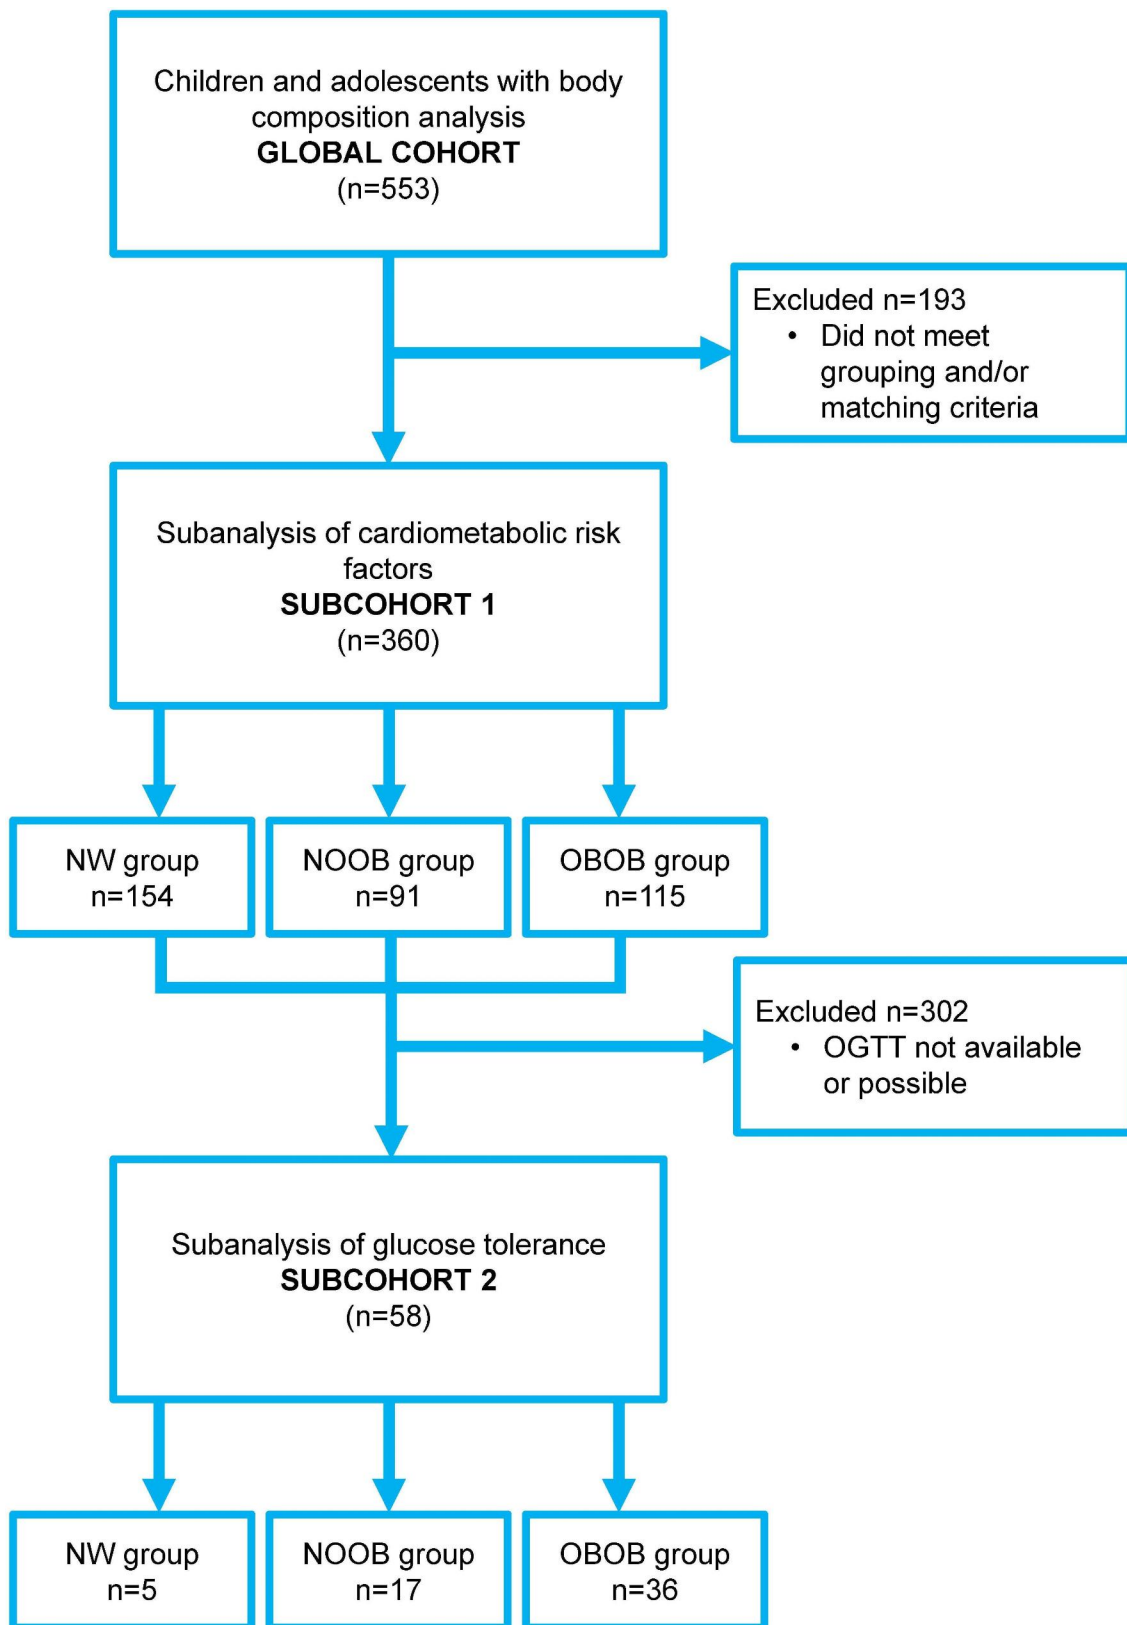 Children and adolescents with body
composition analysis
GLOBAL COHORT
(n=553)
Excluded n=193
• Did not meet
grouping and/or
matching criteria
Subanalysis of cardiometabolic risk
factors
SUBCOHORT 1
(n=360)
NW group
n=154
NOOB group
n=91
OBOB group
n=115
Excluded n=302
• OGTT not available
or possible
Subanalysis of glucose tolerance
SUBCOHORT 2
(n=58)
NW group
n=5
NOOB group
n=17
OBOB group
n=36